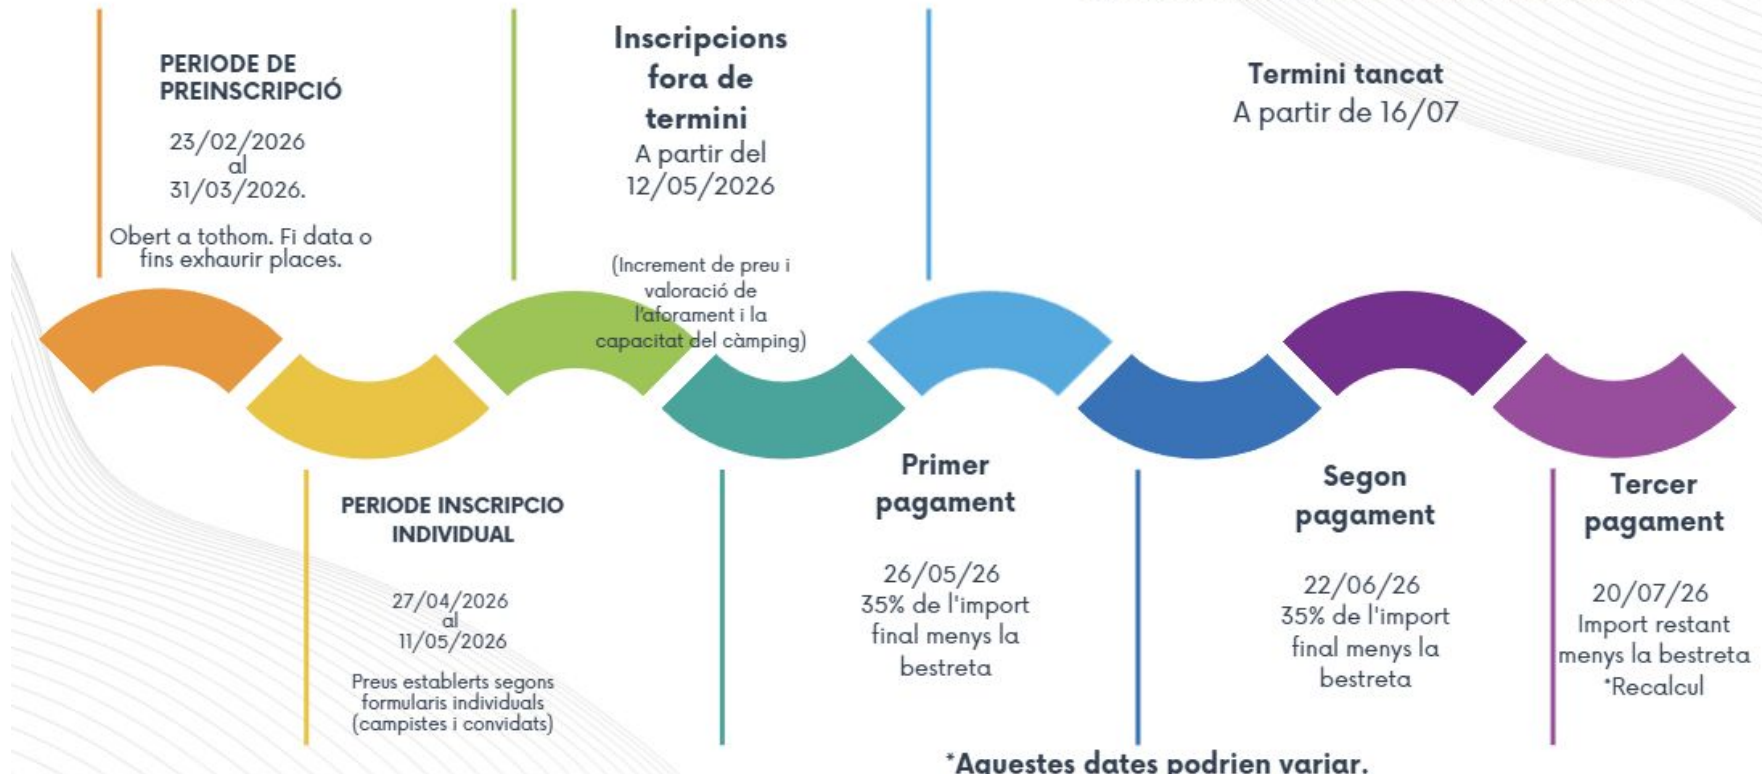 PERIODE DE
PREINSCRIPCIÓ
23/02/2026
al
31/03/2026.
Obert a tothom. Fi data o
fins exhaurir places.
PERIODE INSCRIPCIO
INDIVIDUAL
27/04/2026
al
11/05/2026
Preus establerts segons
formularis individuals
(campistes i convidats)
Inscripcions
fora de
termini
A partir del
12/05/2026
(Increment de preu i
valoració de
l'aforament i la
capacitat del càmping)
Primer
pagament
26/05/26
35% de l'import
final menys la
bestreta
Termini tancat
A partir de 16/07
Segon
pagament
22/06/26
35% de l'import
final menys la
bestreta
Tercer
pagament
20/07/26
Import restant
menys la bestreta
*Recalcul
*Aquestes dates podrien variar.